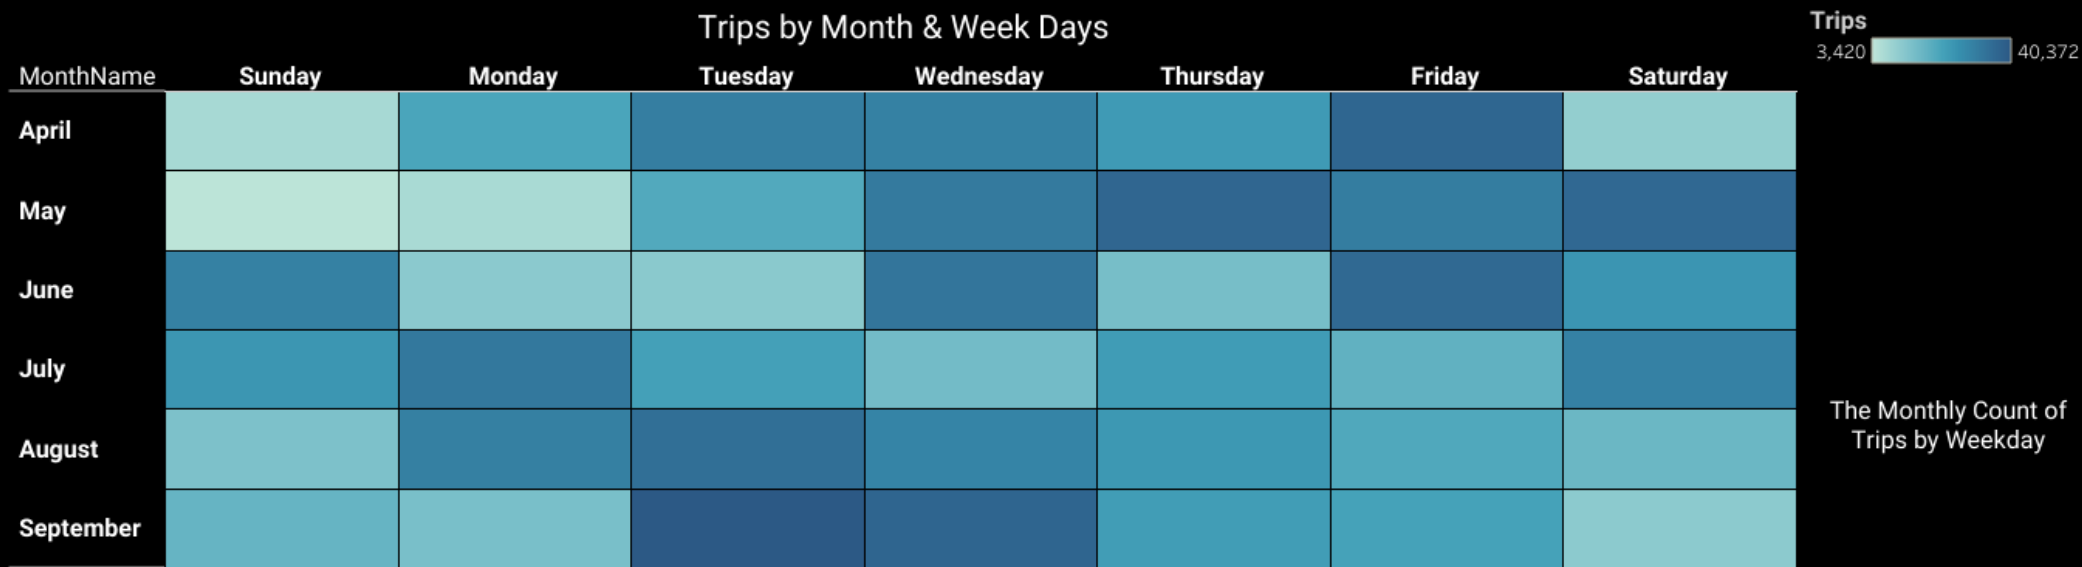 Trips by Month & Week Days
Trips
3,420 40,372
MonthName Sunday Monday Tuesday Wednesday Thursday Friday Saturday
April
May
June
July
August
September
The Monthly Count of
Trips by Weekday